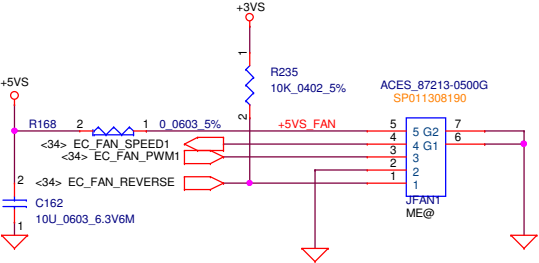 +3VS
1
R235
10K_0402_5%
2
+5VS
ACES_87213-0500G
SP011308190
R168
2
1
0_0603_5%
+5VS_FAN
5
5 G2
7
<34> EC_FAN_SPEED1
4
4 G1
6
<34> EC_FAN_PWM1
3
3
2
2
<34> EC_FAN_REVERSE
1
1
2
C162
10U_0603_6.3V6M
1
JFAN1
ME@